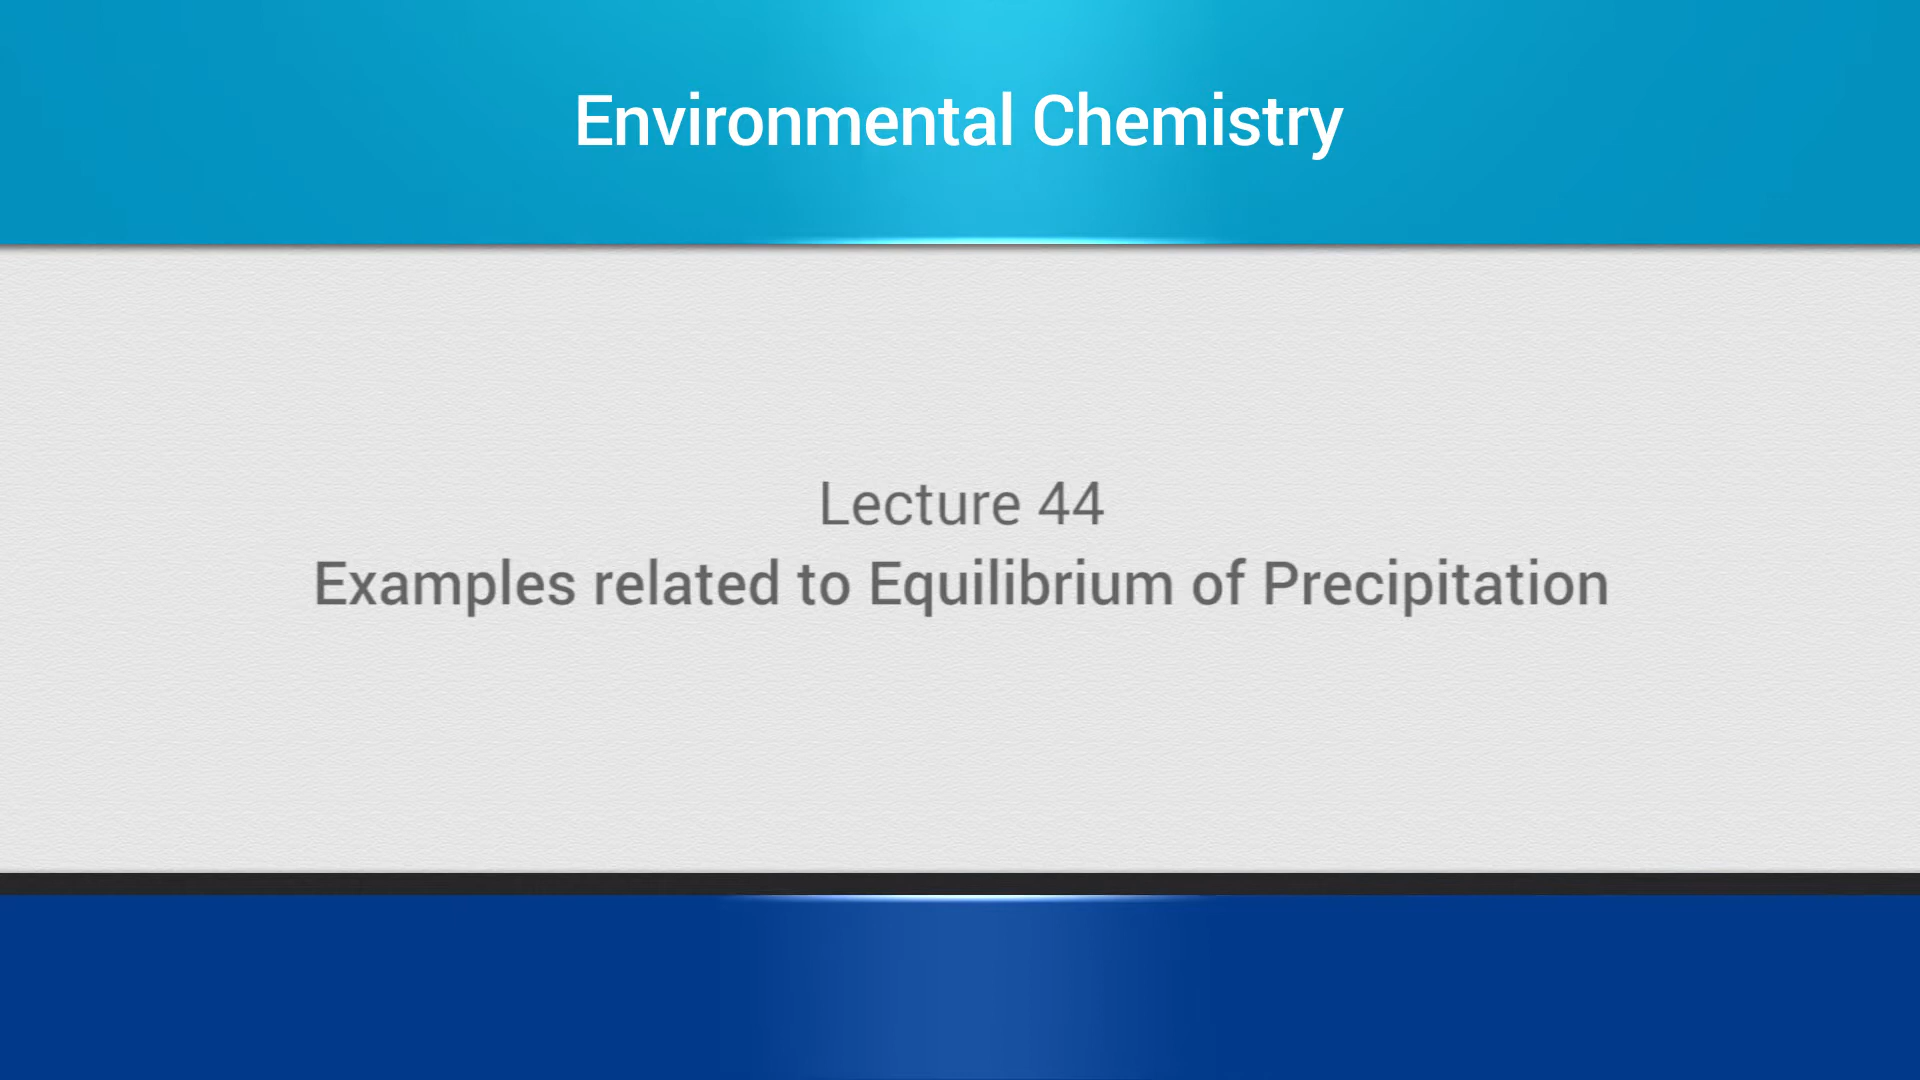 Environmental Chemistry
Lecture 44
Examples related to Equilibrium of Precipitation